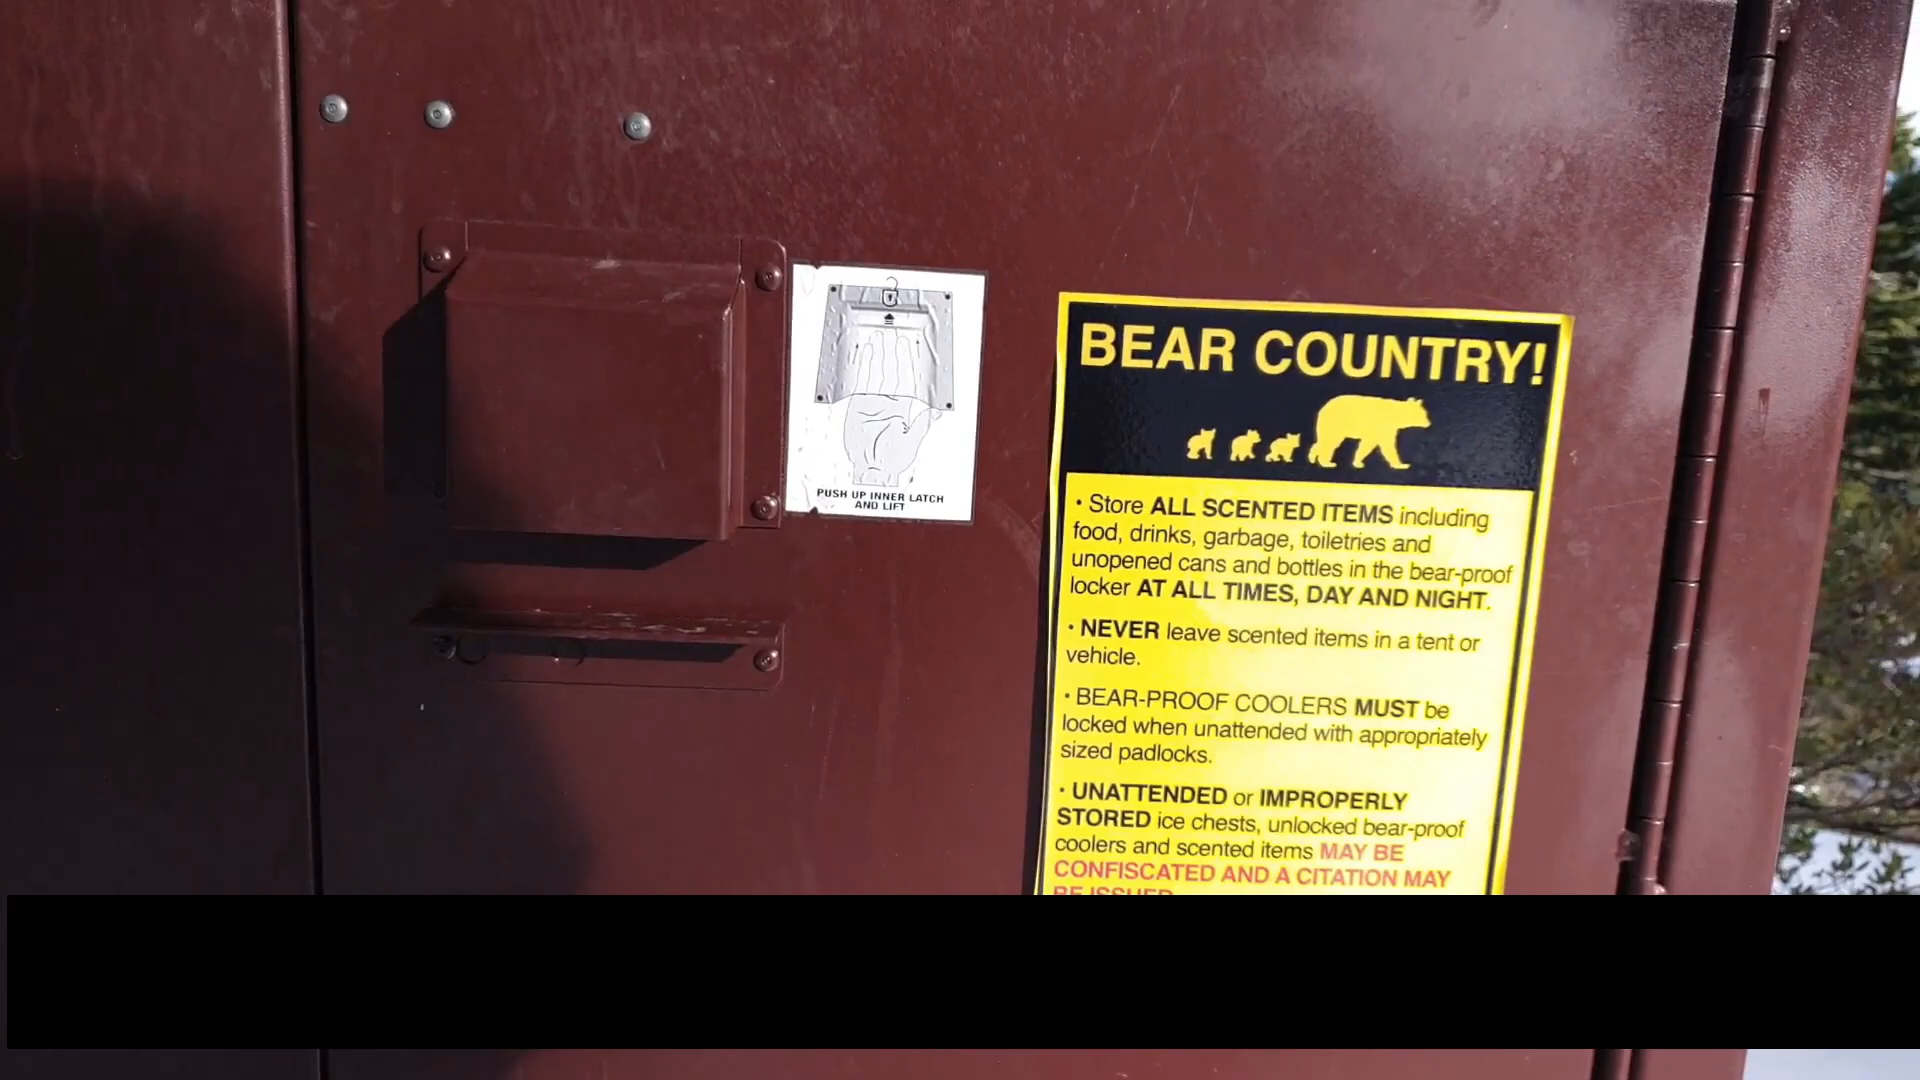 PUSH UP INNER LATCH
AND LIFT
BEAR COUNTRY!
· Store ALL SCENTED ITEMS including
food, drinks, garbage, toiletries and
unopened cans and bottles in the bear-proof
locker AT ALL TIMES, DAY AND NIGHT.
· NEVER leave scented items in a tent or
vehicle.
· BEAR-PROOF COOLERS MUST be
locked when unattended with appropriately
sized padlocks.
· UNATTENDED or IMPROPERLY
STORED ice chests, unlocked bear-proof
coolers and scented items MAY BE
CONFISCATED AND A CITATION MAY
BE ISSUED